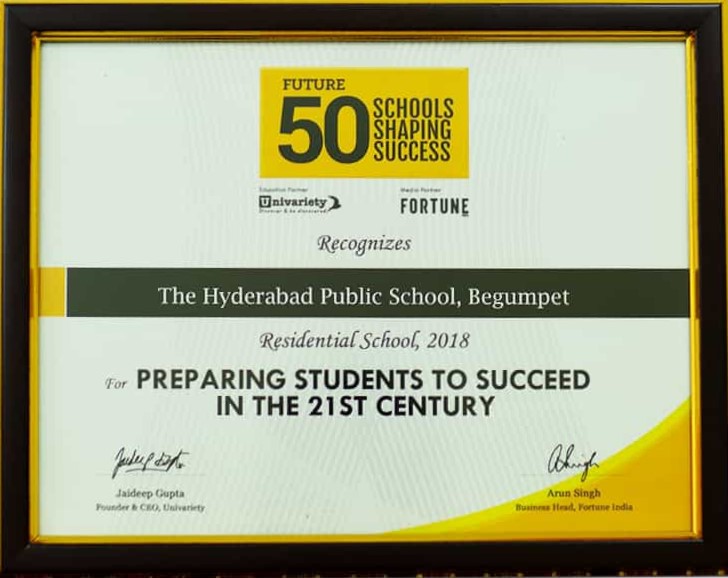 FUTURE
50 SCHOOLS
SHAPING
SUCCESS
Education Partner
Univariety
Discover & be discovered
Media Partner
FORTUNE
Recognizes
The Hyderabad Public School, Begumpet
Residential School, 2018
For PREPARING STUDENTS TO SUCCEED
IN THE 21ST CENTURY
Jaideep Gupta
Founder & CEO, Univariety
Arun Singh
Business Head, Fortune India